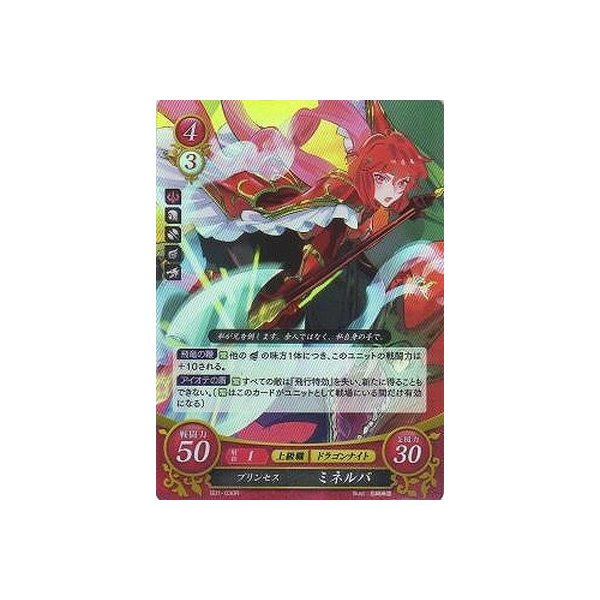 4
3
私が兄を倒します。余人ではなく、私自身の手で。
飛竜の鞭 常 他の の味方1体につき、このユニットの戦闘力は
+10される。
アイオテの盾 常 すべての敵は『飛行特効』を失い、新たに得ることも
できない。(常 はこのカードがユニットとして戦場にいる間だけ有効
になる)
戦闘力
50
射程 1
上級職
ドラゴンナイト
支援力
30
プリンセス ミネルバ